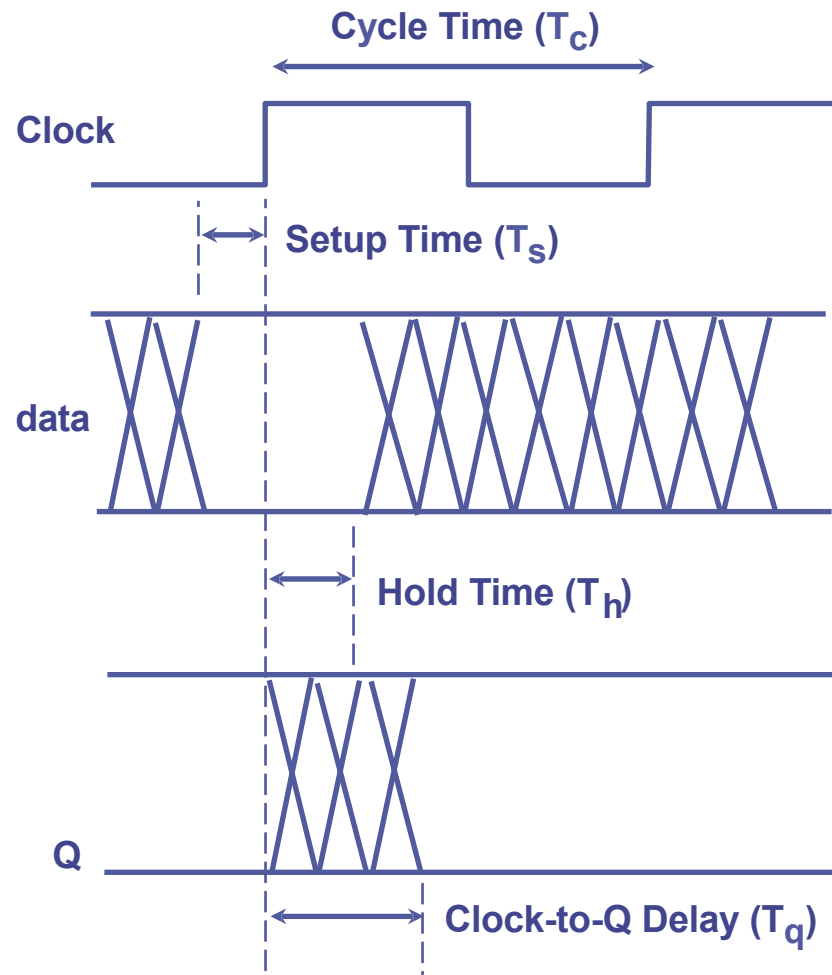 Cycle Time (Tc)
Clock
Setup Time (Ts)
data
Hold Time (Th)
Q
Clock-to-Q Delay (Tq)